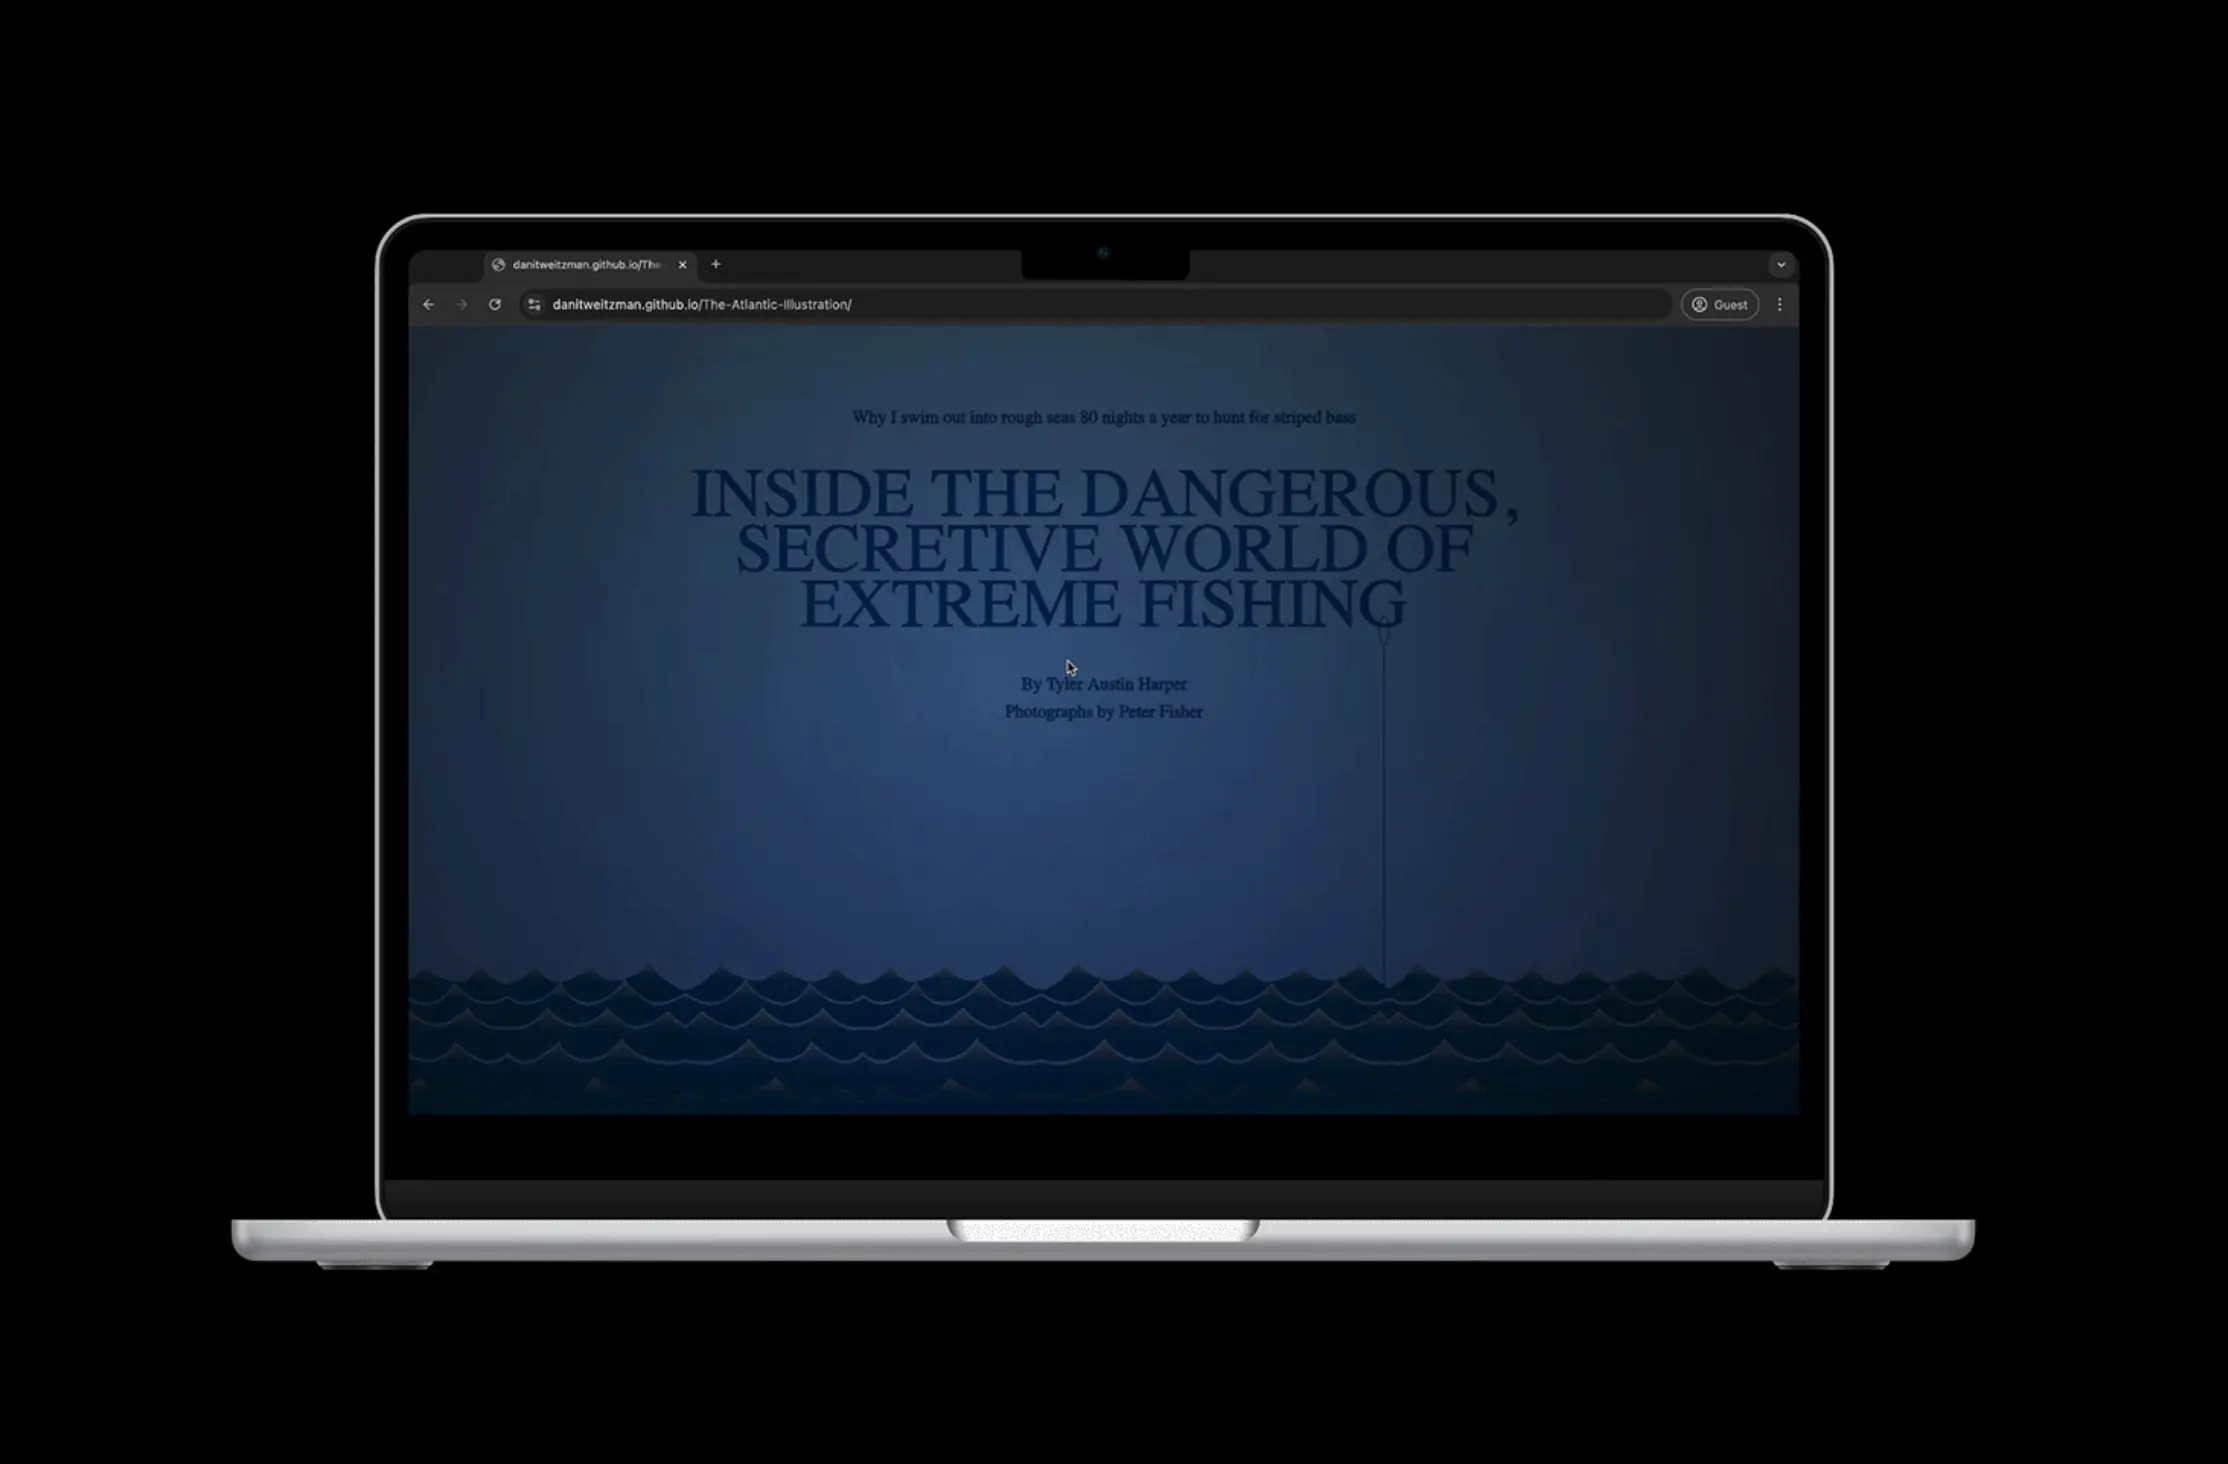 danitweitzman.github.io/The
danitweitzman.github.io/The-Atlantic-Illustration/
Guest
Why I swim out into rough seas 80 nights a year to hunt for striped bass
INSIDE THE DANGEROUS,
SECRETIVE WORLD OF
EXTREME FISHING
By Tyler Austin Harper
Photographs by Peter Fisher